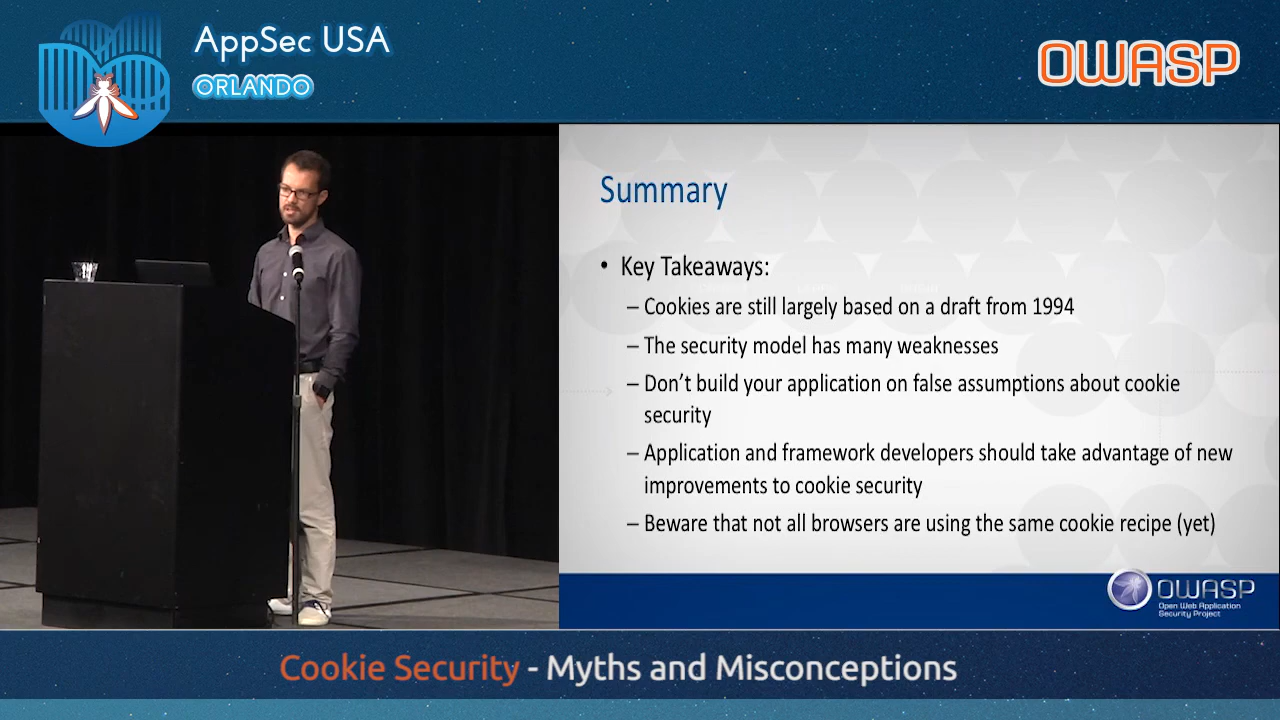 AppSec USA
ORLANDO
OWASP
Summary
• Key Takeaways:
– Cookies are still largely based on a draft from 1994
– The security model has many weaknesses
– Don’t build your application on false assumptions about cookie
security
– Application and framework developers should take advantage of new
improvements to cookie security
– Beware that not all browsers are using the same cookie recipe (yet)
OWASP
Open Web Application
Security Project
Cookie Security - Myths and Misconceptions